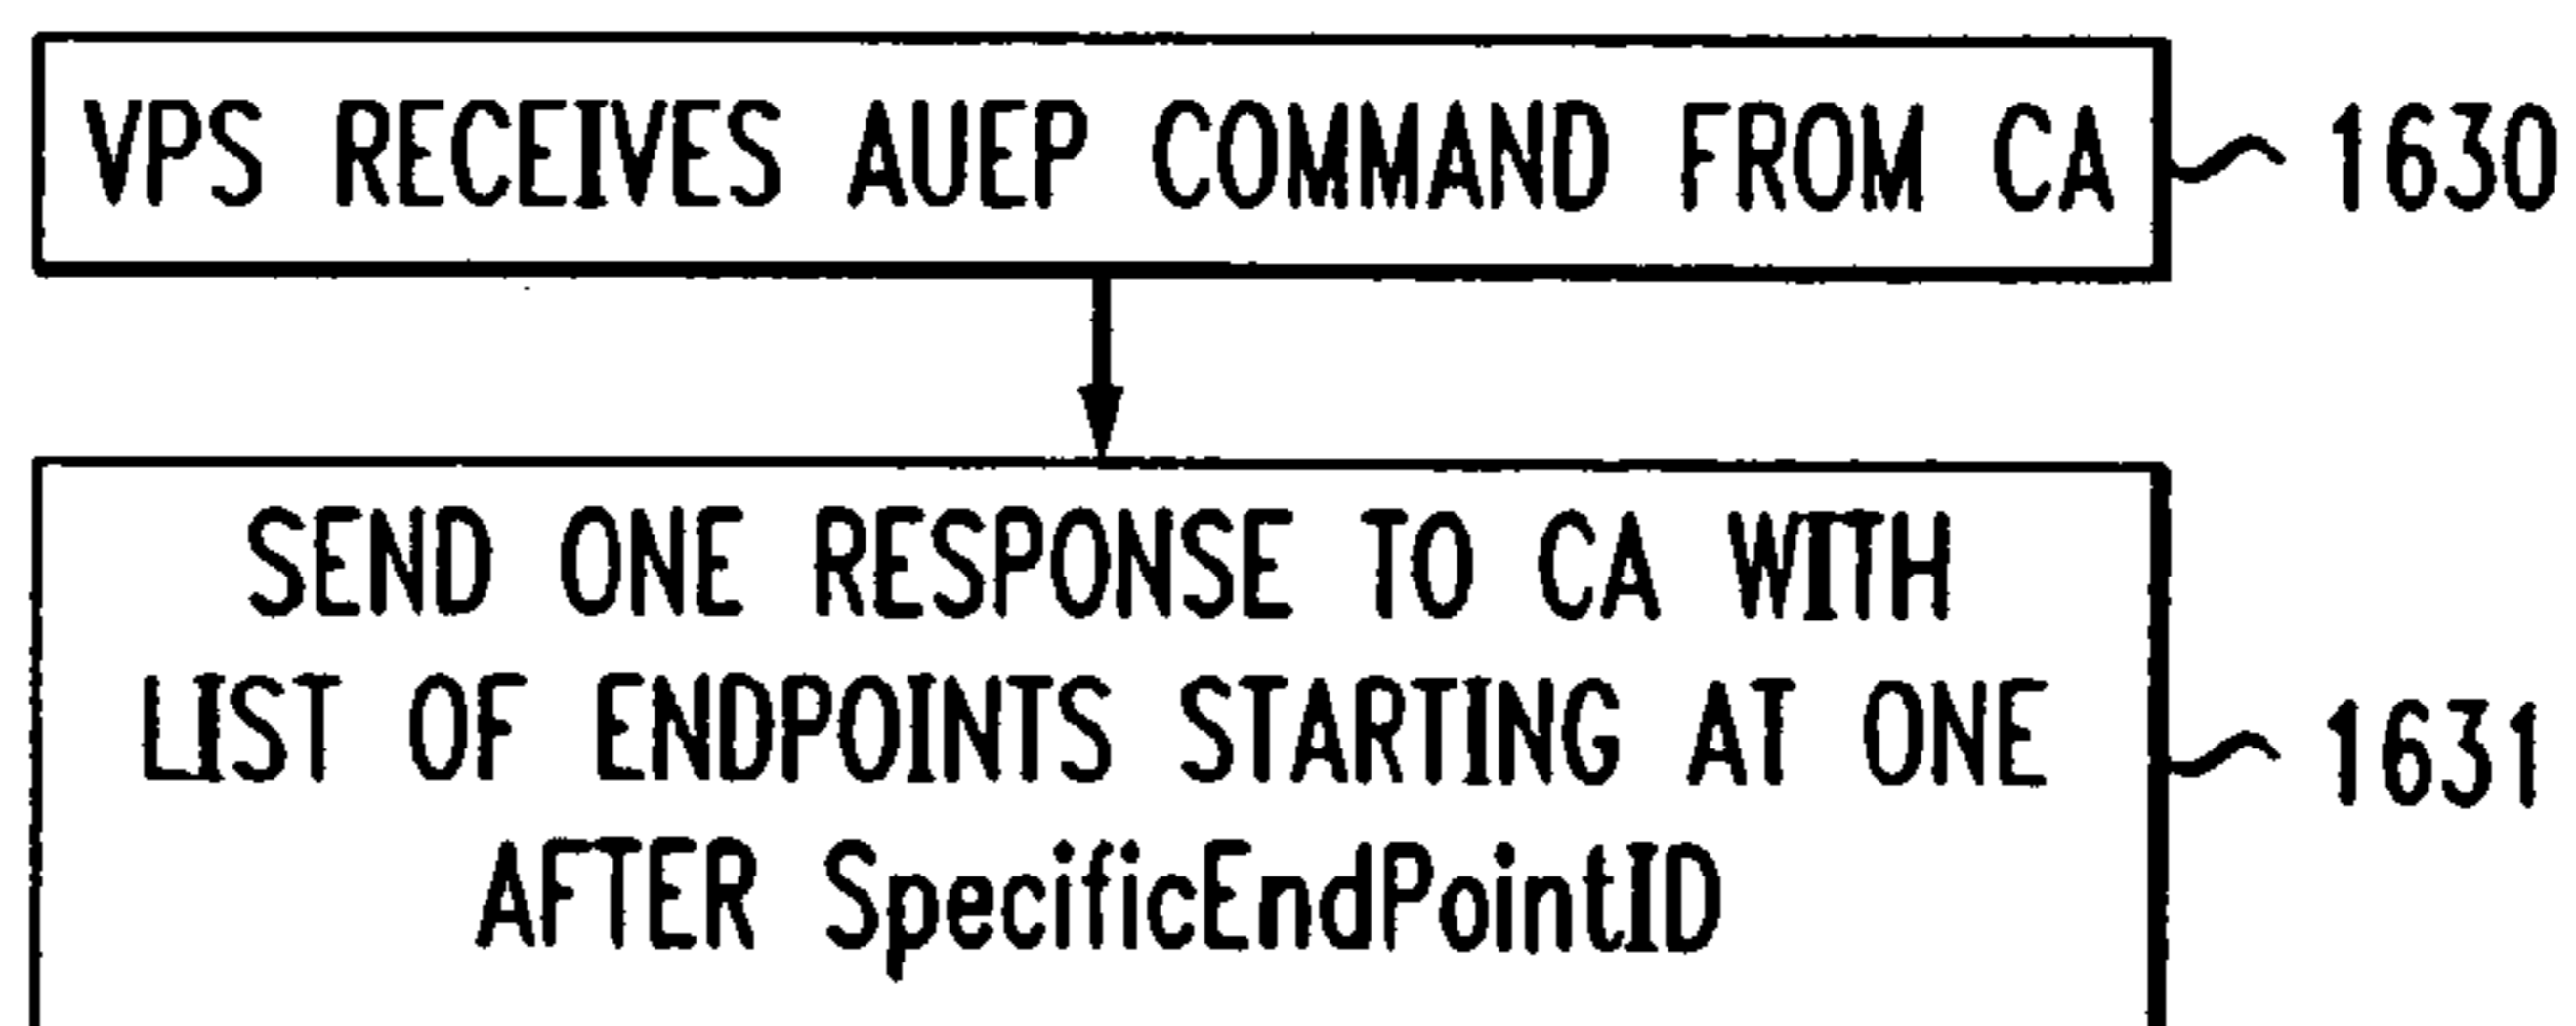 VPS RECEIVES AUEP COMMAND FROM CA
1630
SEND ONE RESPONSE TO CA WITH
LIST OF ENDPOINTS STARTING AT ONE
AFTER SpecificEndPointID
1631